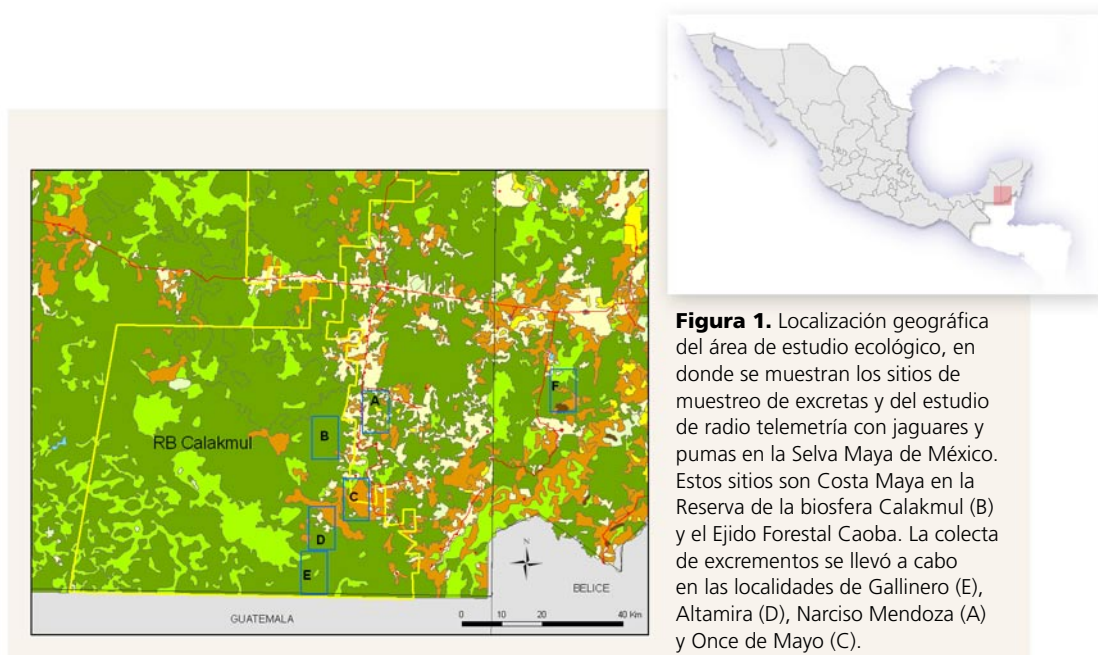 A
F
B
RB Calakmul
C
D
E
N
BELICE
GUATEMALA
0 10 20 40 Km
Figura 1. Localización geográfica
del área de estudio ecológico, en
donde se muestran los sitios de
muestreo de excretas y del estudio
de radio telemetría con jaguares y
pumas en la Selva Maya de México.
Estos sitios son Costa Maya en la
Reserva de la biosfera Calakmul (B)
y el Ejido Forestal Caoba. La colecta
de excrementos se llevó a cabo
en las localidades de Gallinero (E),
Altamira (D), Narciso Mendoza (A)
y Once de Mayo (C).